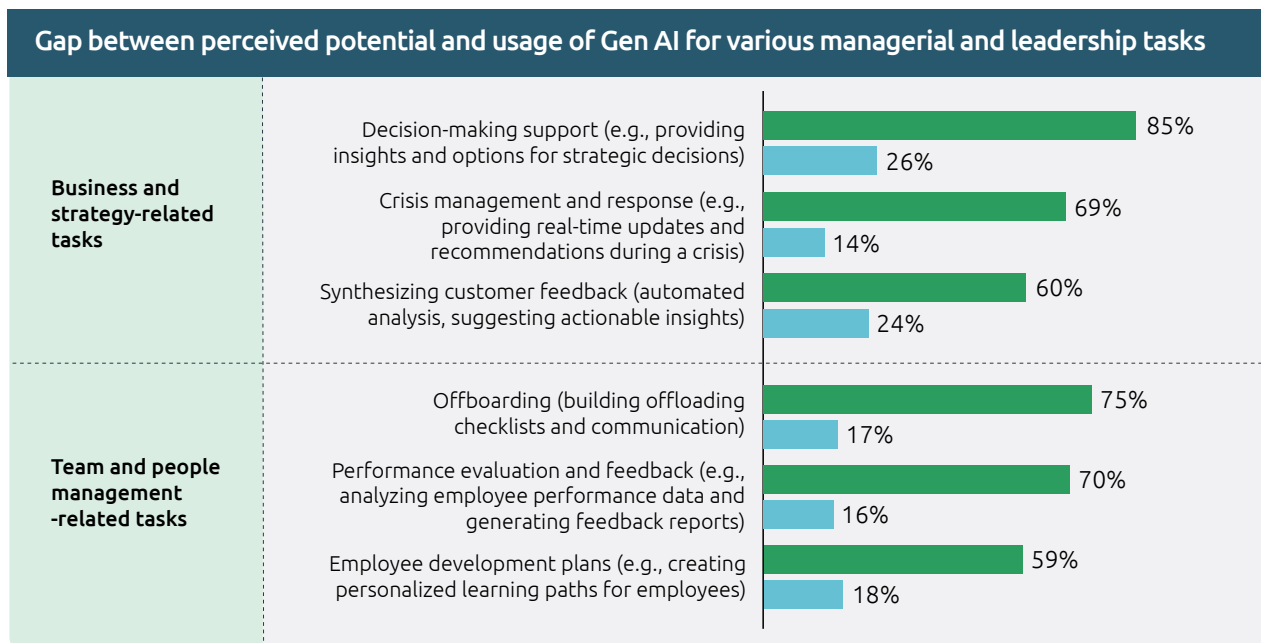 Gap between perceived potential and usage of Gen AI for various managerial and leadership tasks
Business and
strategy-related
tasks
Decision-making support (e.g., providing
insights and options for strategic decisions)
85%
26%
Crisis management and response (e.g.,
providing real-time updates and
recommendations during a crisis)
69%
14%
Synthesizing customer feedback (automated
analysis, suggesting actionable insights)
60%
24%
Team and people
management
-related tasks
Offboarding (building offloading
checklists and communication)
75%
17%
Performance evaluation and feedback (e.g.,
analyzing employee performance data and
generating feedback reports)
70%
16%
Employee development plans (e.g., creating
personalized learning paths for employees)
59%
18%